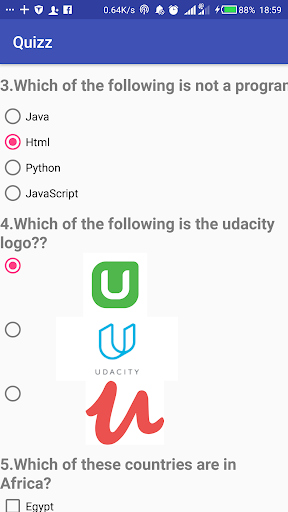 0.64K/s 88% 18:59
Quizz
3.Which of the following is not a program
Java
Html
Python
JavaScript
4.Which of the following is the udacity
logo??
U
UDACITY
u
5.Which of these countries are in
Africa?
Egypt